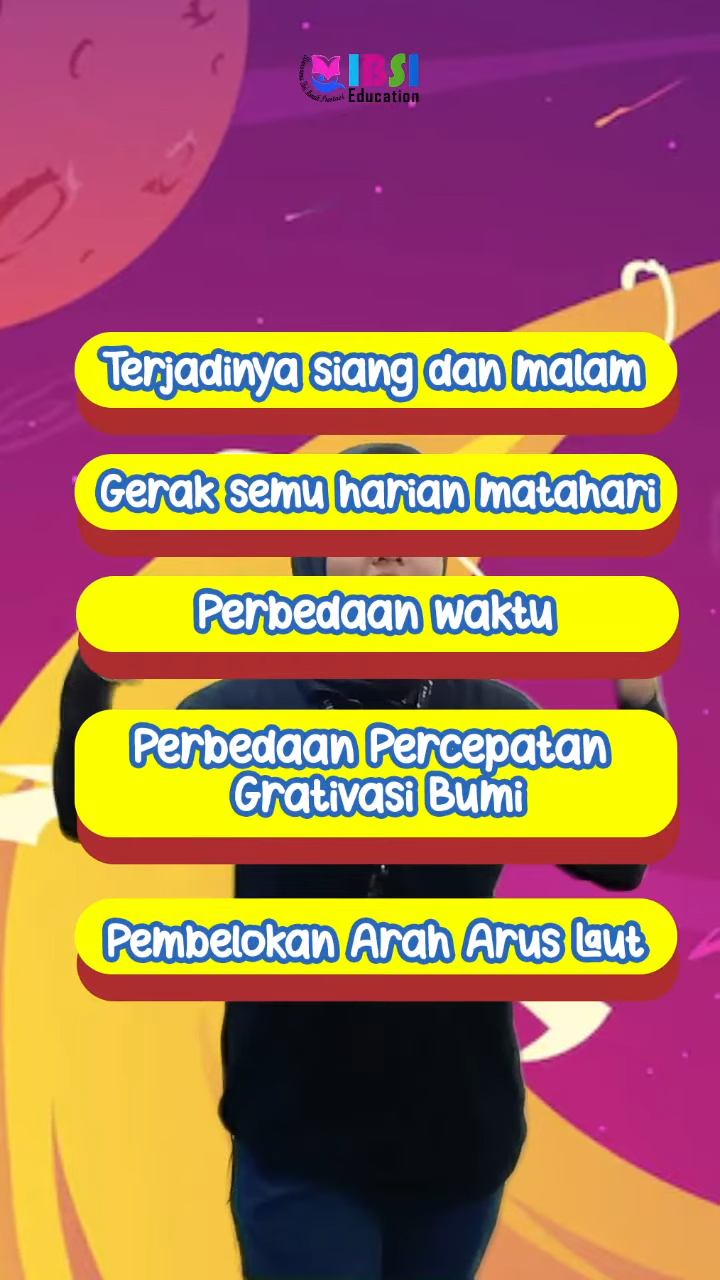 IBSI
Education
Terjadinya siang dan malam
Gerak semu harian matahari
Perbedaan waktu
Perbedaan Percepatan
Grativasi Bumi
Pembelokan Arah Arus Laut